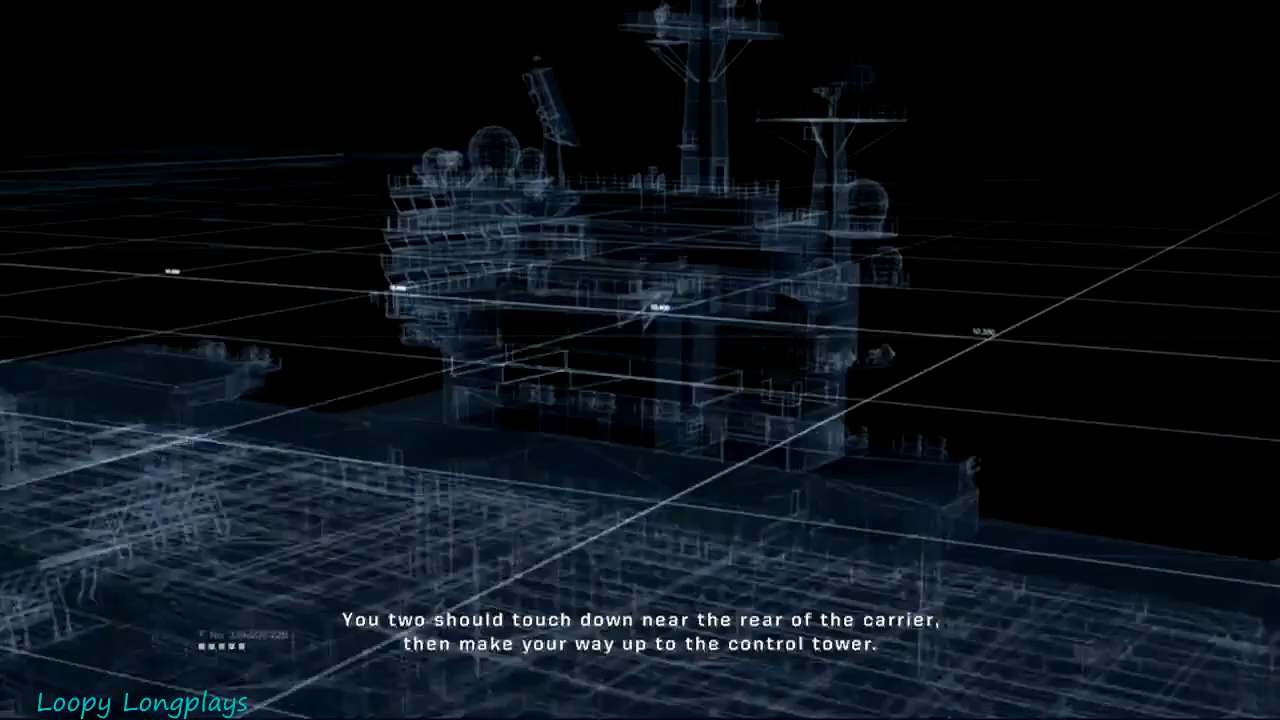 You two should touch down near the rear of the carrier,
then make your way up to the control tower.
Loopy Longplays